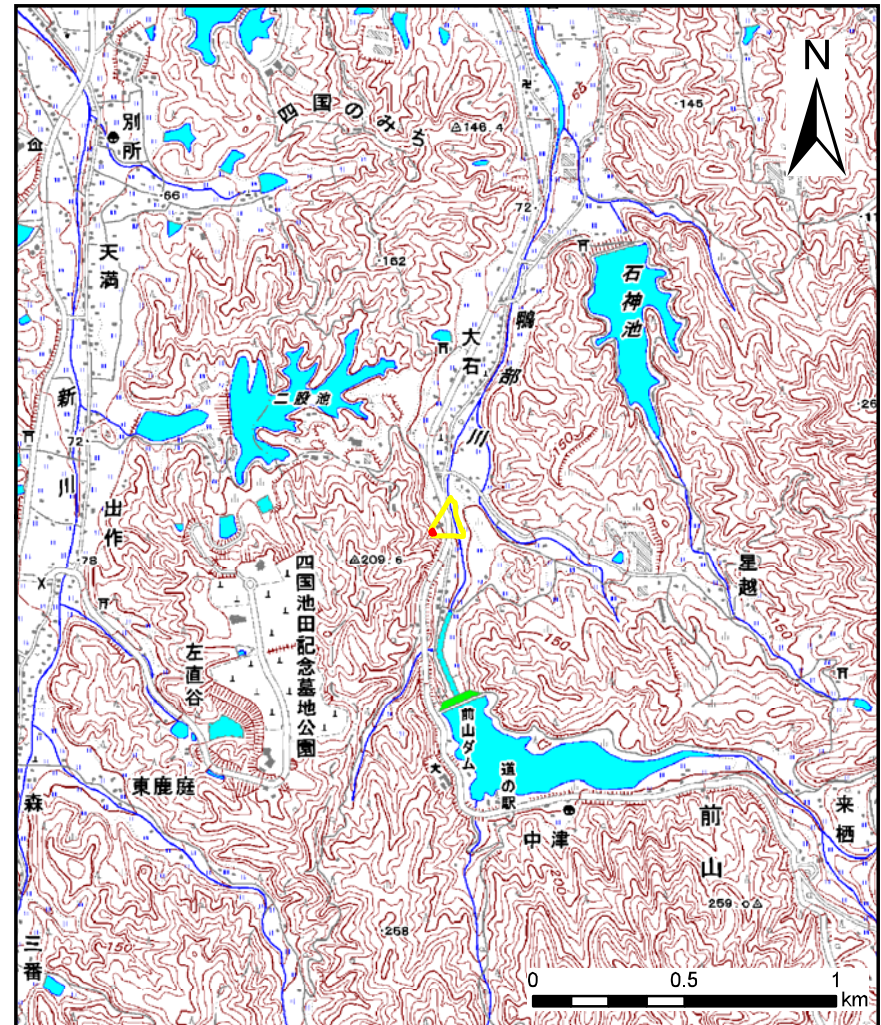 四国のみち
146.4
65
145
N
別所
66
天満
72
162
石神池
鴨部川
大石
二股池
新川
72
150
26
出作
78
209.6
四国池田記念墓地公園
星越
150
150
左直谷
前山ダム
道の駅
東鹿庭
森
中津
前山
来栖
200
259.0
258
150
三番
0 0.5 1
km